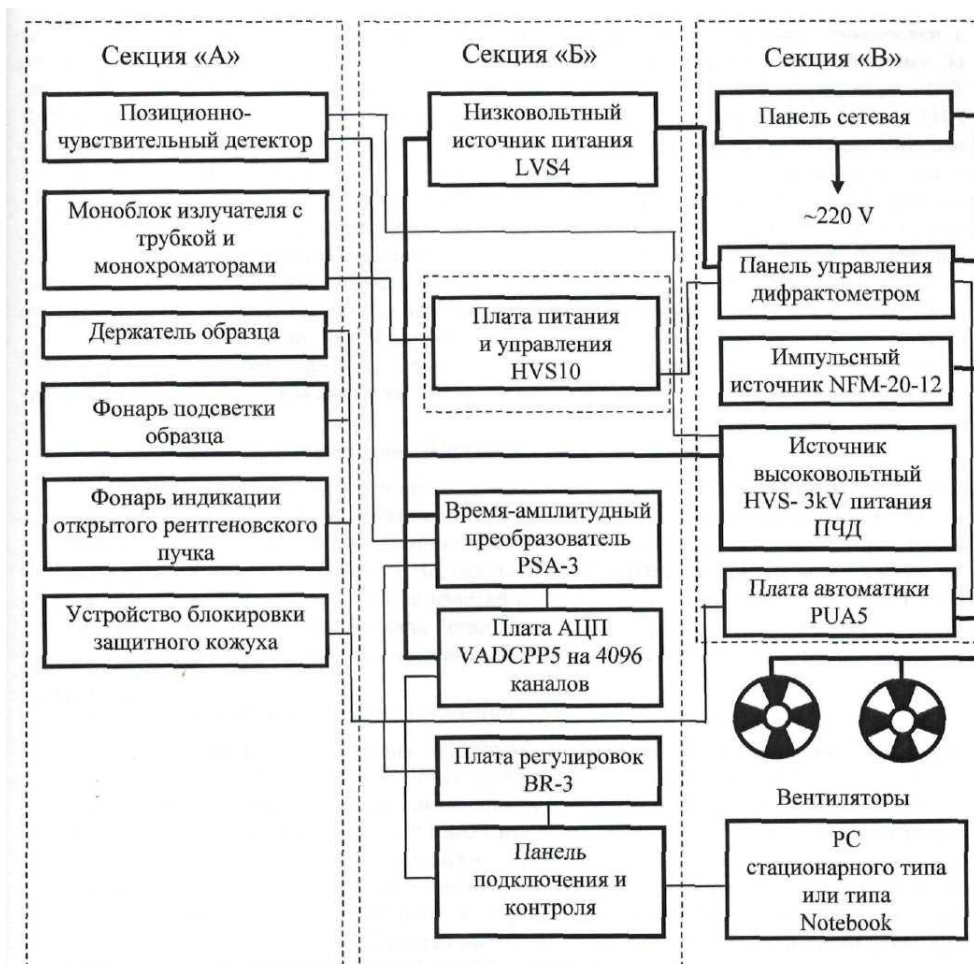 Секция «А»
Позиционно-
чувствительный детектор
Моноблок излучателя с
трубкой и
монохроматорами
Держатель образца
Фонарь подсветки
образца
Фонарь индикации
открытого рентгеновского
пучка
Устройство блокировки
защитного кожуха
Секция «Б»
Низковольтный
источник питания
LVS4
Плата питания
и управления
HVS10
Время-амплитудный
преобразователь
PSA-3
Плата АЦП
VADCPP5 на 4096
каналов
Плата регулировок
BR-3
Панель
подключения и
контроля
Секция «В»
Панель сетевая
~220 V
Панель управления
дифрактометром
Импульсный
источник NFM-20-12
Источник
высоковольтный
HVS- 3kV питания
ПЧД
Плата автоматики
PUA5
Вентиляторы
PC
стационарного типа
или типа
Notebook